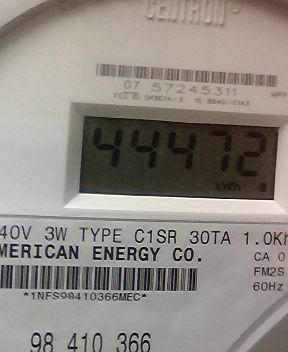 CENTRON
07 57245311
44472
kWh
40V 3W TYPE C1SR 30TA 1.0Kh
MERICAN ENERGY CO.
CA 0
FM2S
60Hz
*1NFS98410366MEC*
98 410 366